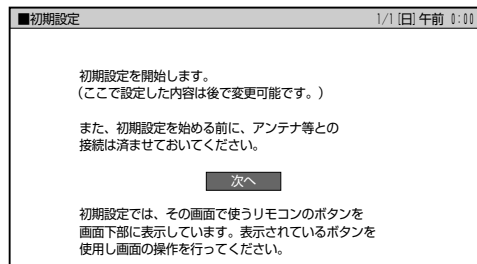 ■初期設定
1/1 [日] 午前 0:00
初期設定を開始します。
（ここで設定した内容は後で変更可能です。）
また、初期設定を始める前に、アンテナ等との
接続は済ませておいてください。
次へ
初期設定では、その画面で使うリモコンのボタンを
画面下部に表示しています。表示されているボタンを
使用し画面の操作を行ってください。